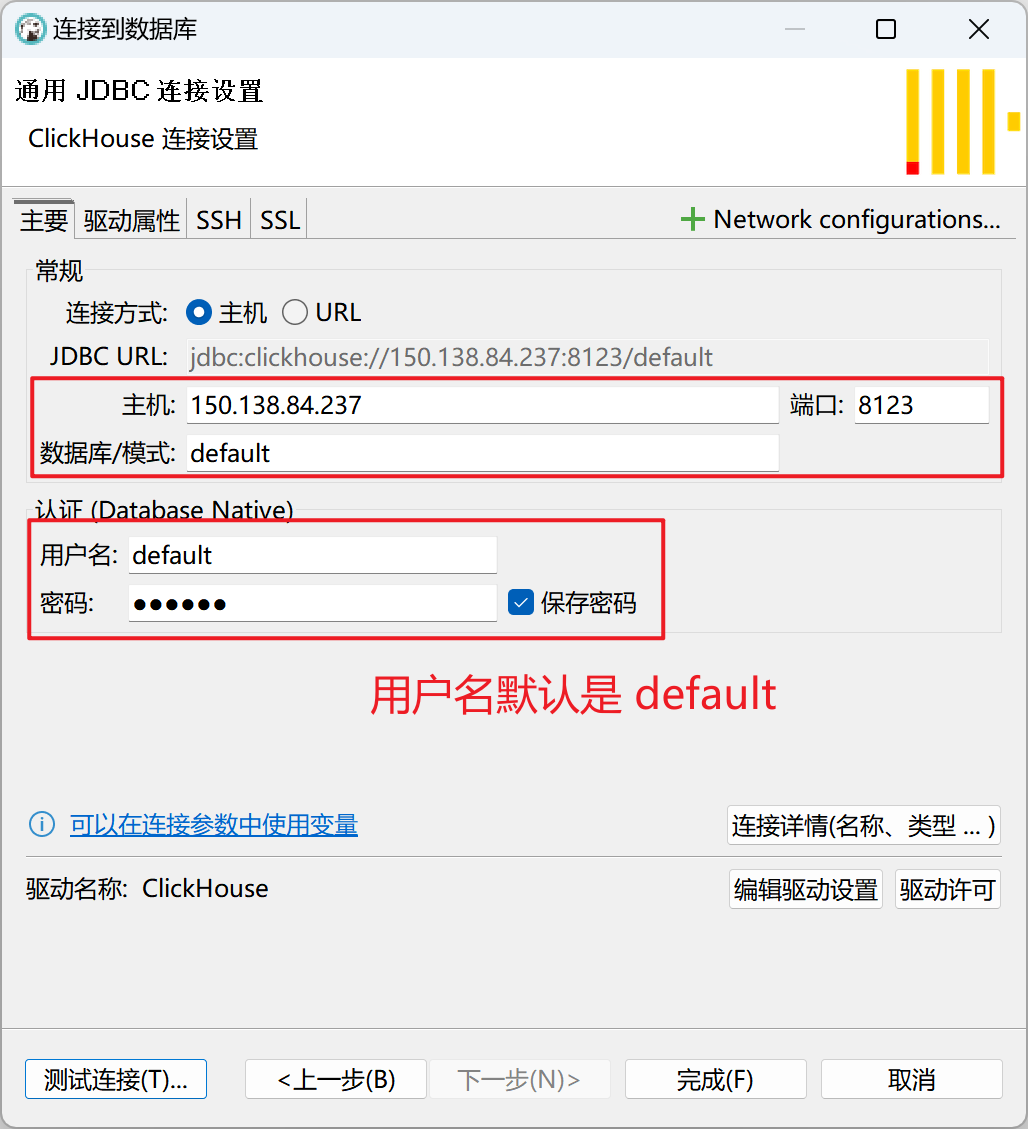 连接到数据库
通用 JDBC 连接设置
ClickHouse 连接设置
主要 驱动属性 SSH SSL Network configurations...
常规
连接方式: 主机 URL
JDBC URL: jdbc:clickhouse://150.138.84.237:8123/default
主机: 150.138.84.237 端口: 8123
数据库/模式: default
认证 (Database Native)
用户名: default
密码: ●●●●●● 保存密码
用户名默认是 default
可以在连接参数中使用变量 连接详情(名称、类型 ... )
驱动名称: ClickHouse 编辑驱动设置 驱动许可
测试连接(T)... <上一步(B) 下一步(N)> 完成(F) 取消